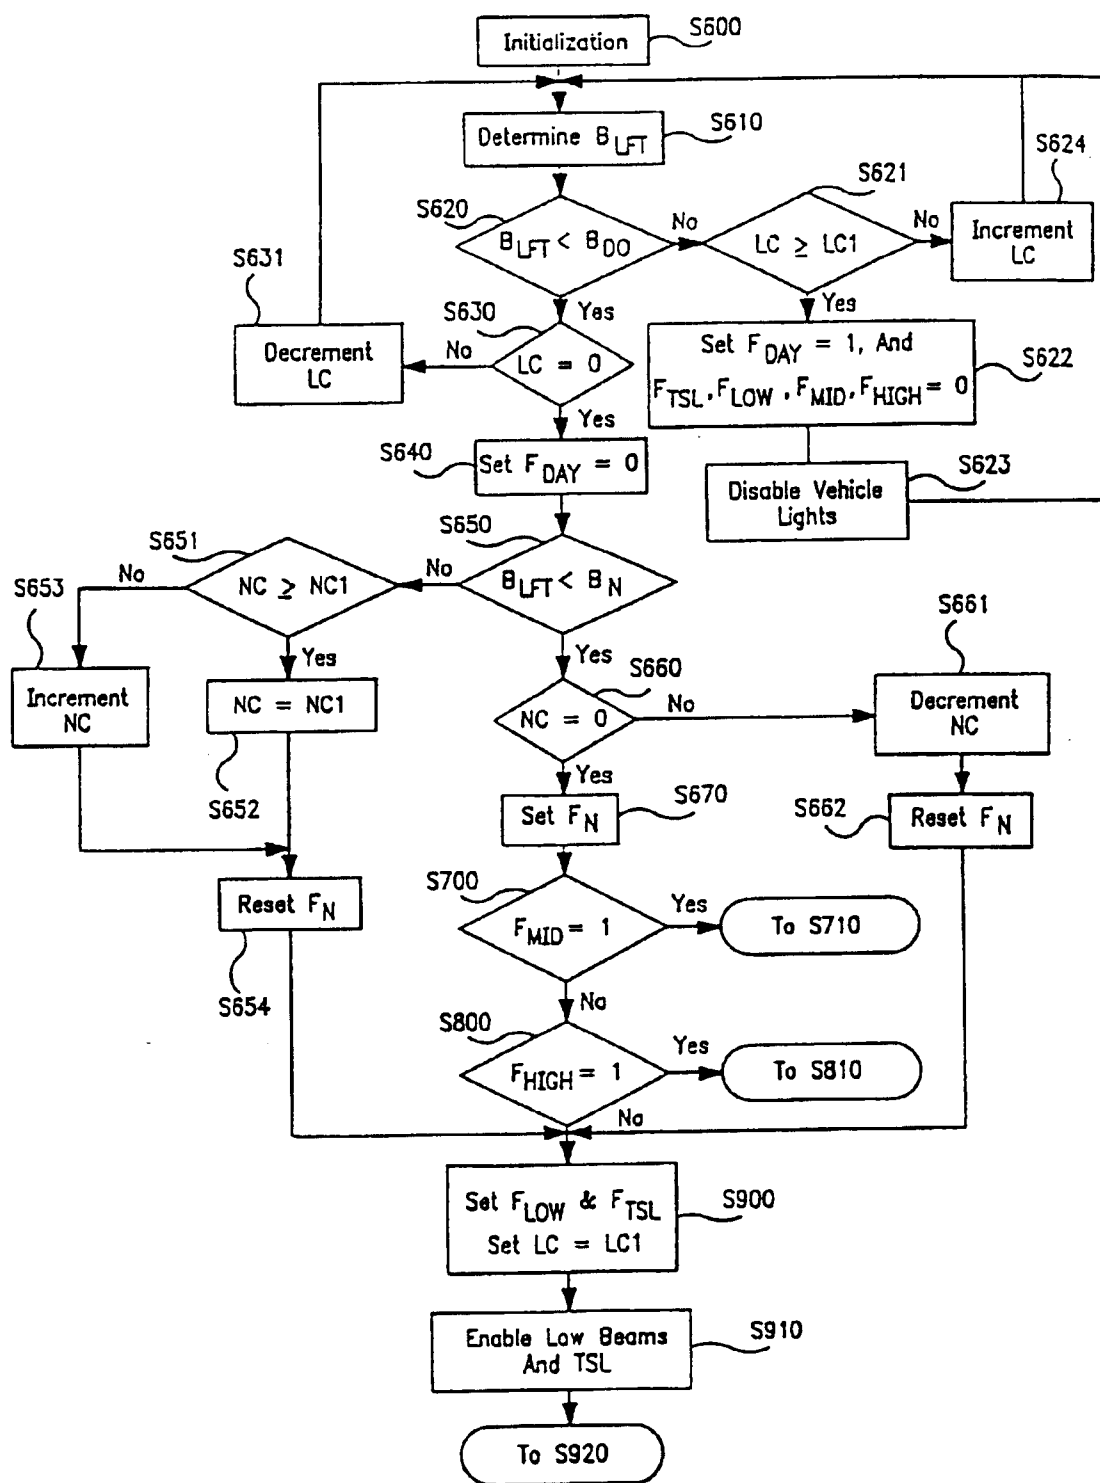 Initialization
S600
Determine B_LFT
S610
S620
B_LFT < B_DO
No
S621
LC ≥ LC1
No
S624
Increment
LC
Yes
S631
Decrement
LC
Yes
S630
No
LC = 0
Set F_DAY = 1, And
F_TSL, F_LOW, F_MID, F_HIGH = 0
S622
Yes
S640
Set F_DAY = 0
Disable Vehicle
Lights
S623
S650
B_LFT < B_N
No
S651
NC ≥ NC1
No
S653
Increment
NC
Yes
NC = NC1
S652
Yes
S660
NC = 0
No
S661
Decrement
NC
Yes
Set F_N
S670
S662
Reset F_N
Reset F_N
S654
S700
F_MID = 1
Yes
To S710
No
S800
F_HIGH = 1
Yes
To S810
No
Set F_LOW & F_TSL
Set LC = LC1
S900
Enable Low Beams
And TSL
S910
To S920